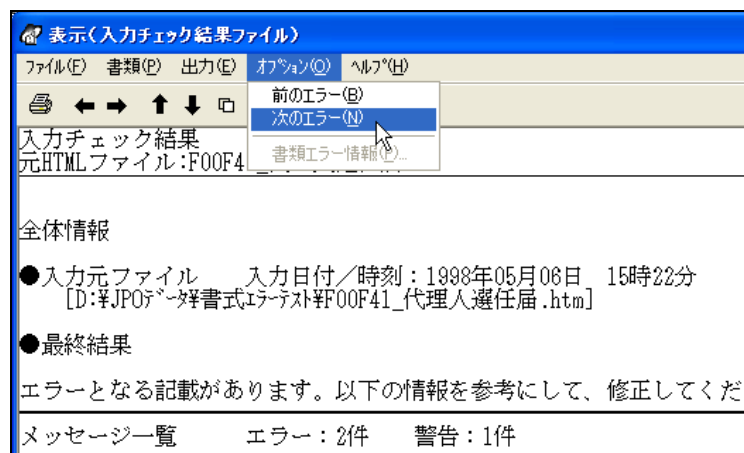 表示(入力チェック結果ファイル)
ファイル(F) 書類(P) 出力(E) オプション(O) ヘルプ(H)
前のエラー(B)
次のエラー(N)
書類エラー情報(P)...
入力チェック結果
元HTMLファイル:F00F4
全体情報
●入力元ファイル 入力日付/時刻:1998年05月06日 15時22分
[D:¥JPOデータ¥書式エラーテスト¥F00F41_代理人選任届.htm]
●最終結果
エラーとなる記載があります。以下の情報を参考にして、修正してくだ
メッセージ一覧 エラー:2件 警告:1件